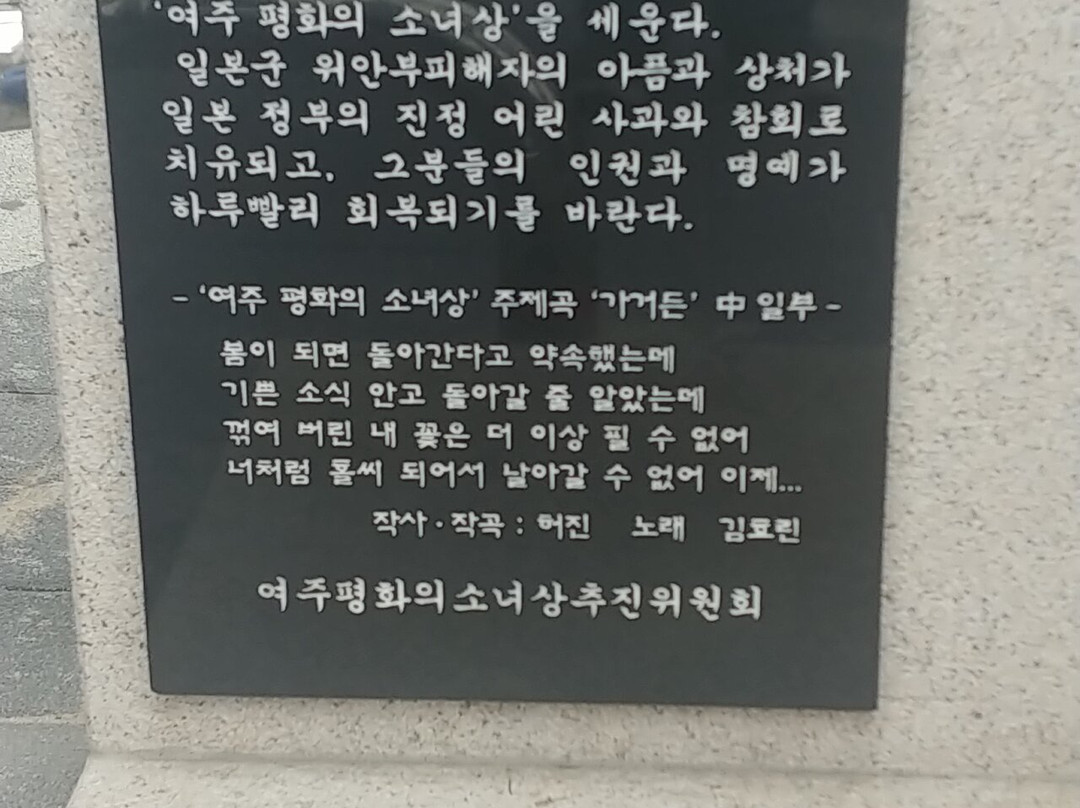 '여주 평화의 소녀상'을 세운다.
일본군 위안부피해자의 아픔과 상처가
일본 정부의 진정 어린 사과와 참회로
치유되고, 그분들의 인권과 명예가
하루빨리 회복되기를 바란다.
- '여주 평화의 소녀상' 주제곡 '가거든' 中 일부 -
봄이 되면 돌아간다고 약속했는데
기쁜 소식 안고 돌아갈 줄 알았는데
꺾여 버린 내 꽃은 더 이상 필 수 없어
너처럼 홀씨 되어서 날아갈 수 없어 이제...
작사·작곡 : 허진 노래 김효린
여주평화의소녀상추진위원회